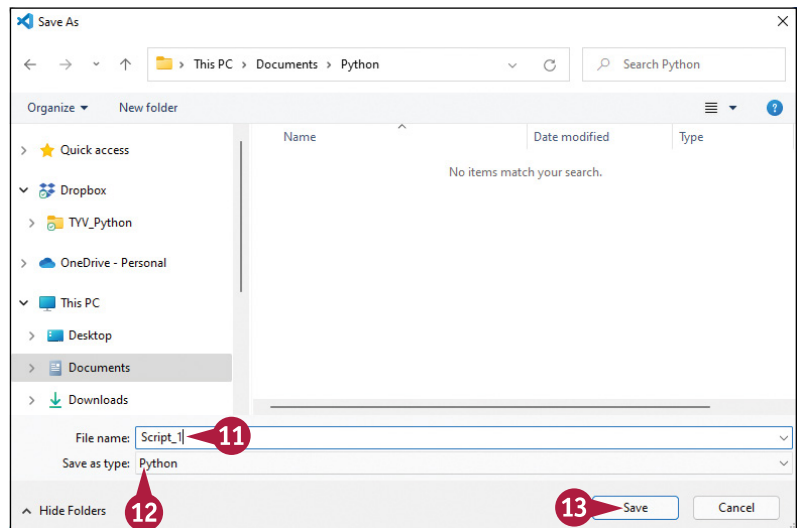 Save As
This PC > Documents > Python
Search Python
Organize
New folder
Name
Date modified
Type
No items match your search.
Quick access
Dropbox
TYV_Python
OneDrive - Personal
This PC
Desktop
Documents
Downloads
File name: Script_1
11
Save as type: Python
12
Hide Folders
13
Save
Cancel